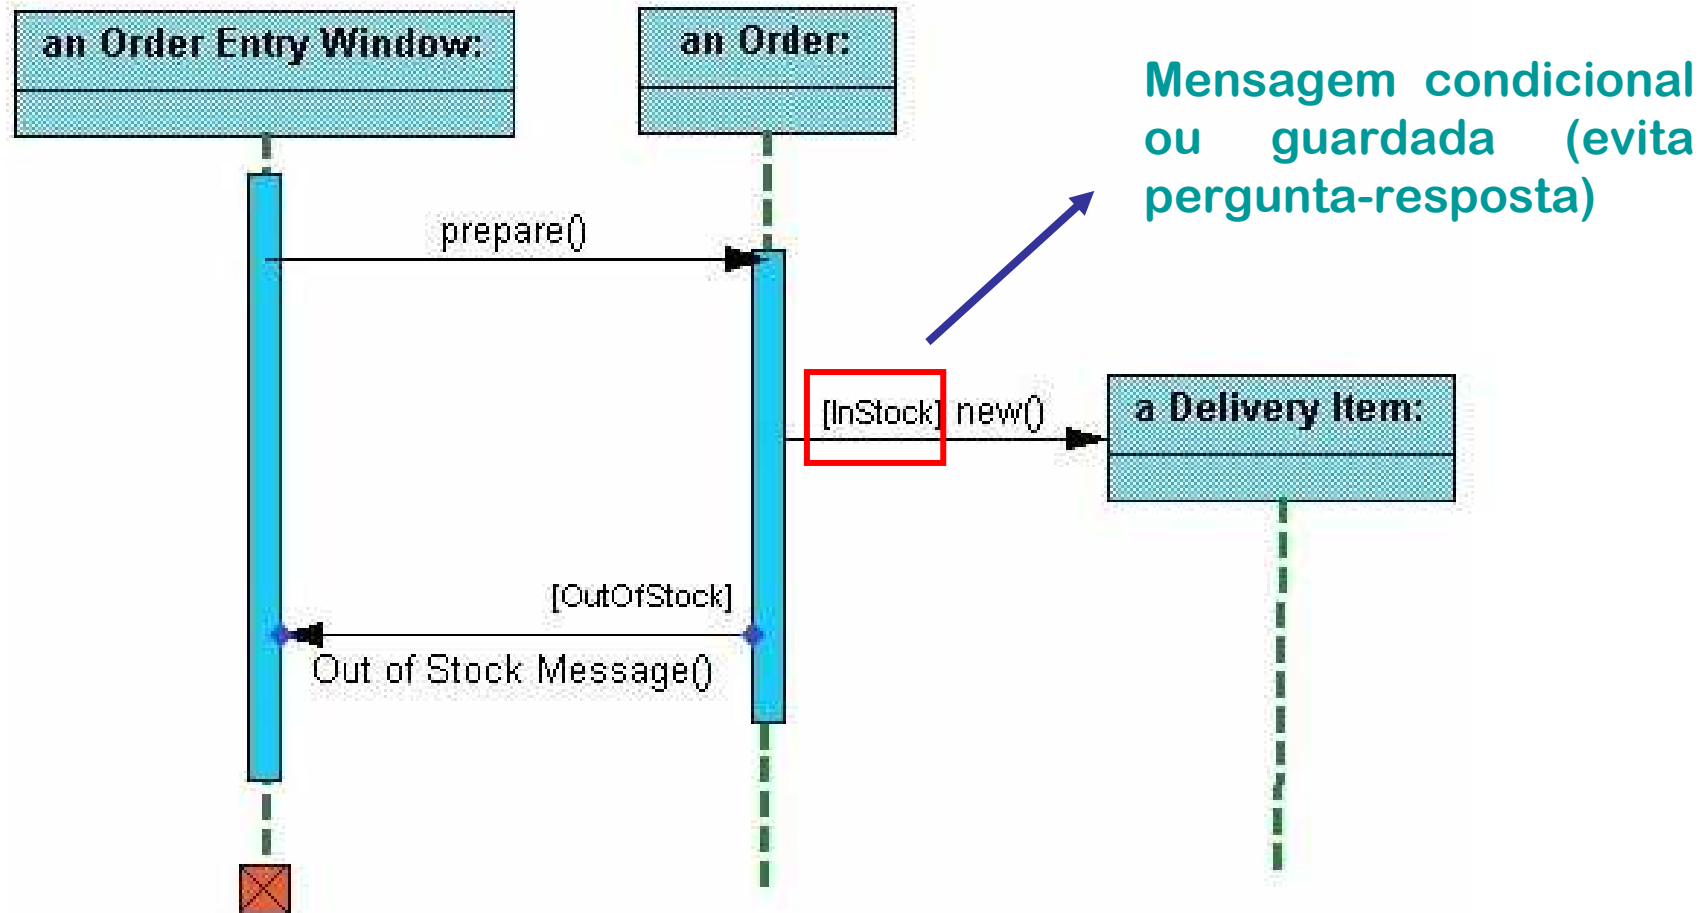 an Order Entry Window:
an Order:
Mensagem condicional
ou guardada (evita
pergunta-resposta)
prepare()
[InStock] new()
a Delivery Item:
[OutOfStock]
Out of Stock Message()